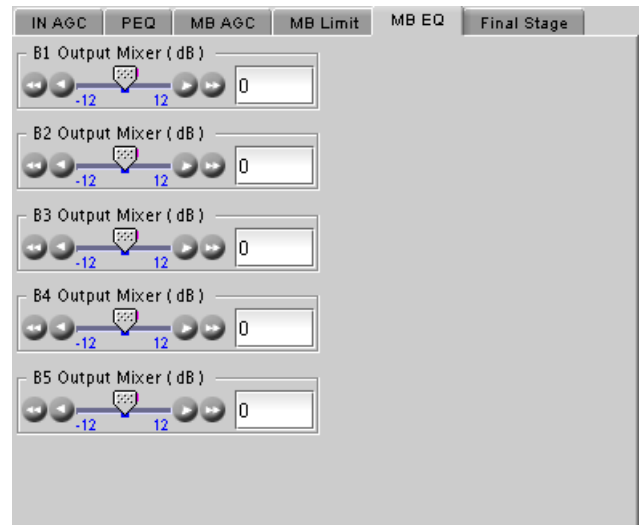 IN AGC PEQ MB AGC MB Limit MB EQ Final Stage
B1 Output Mixer ( dB )
0
-12 12
B2 Output Mixer ( dB )
0
-12 12
B3 Output Mixer ( dB )
0
-12 12
B4 Output Mixer ( dB )
0
-12 12
B5 Output Mixer ( dB )
0
-12 12